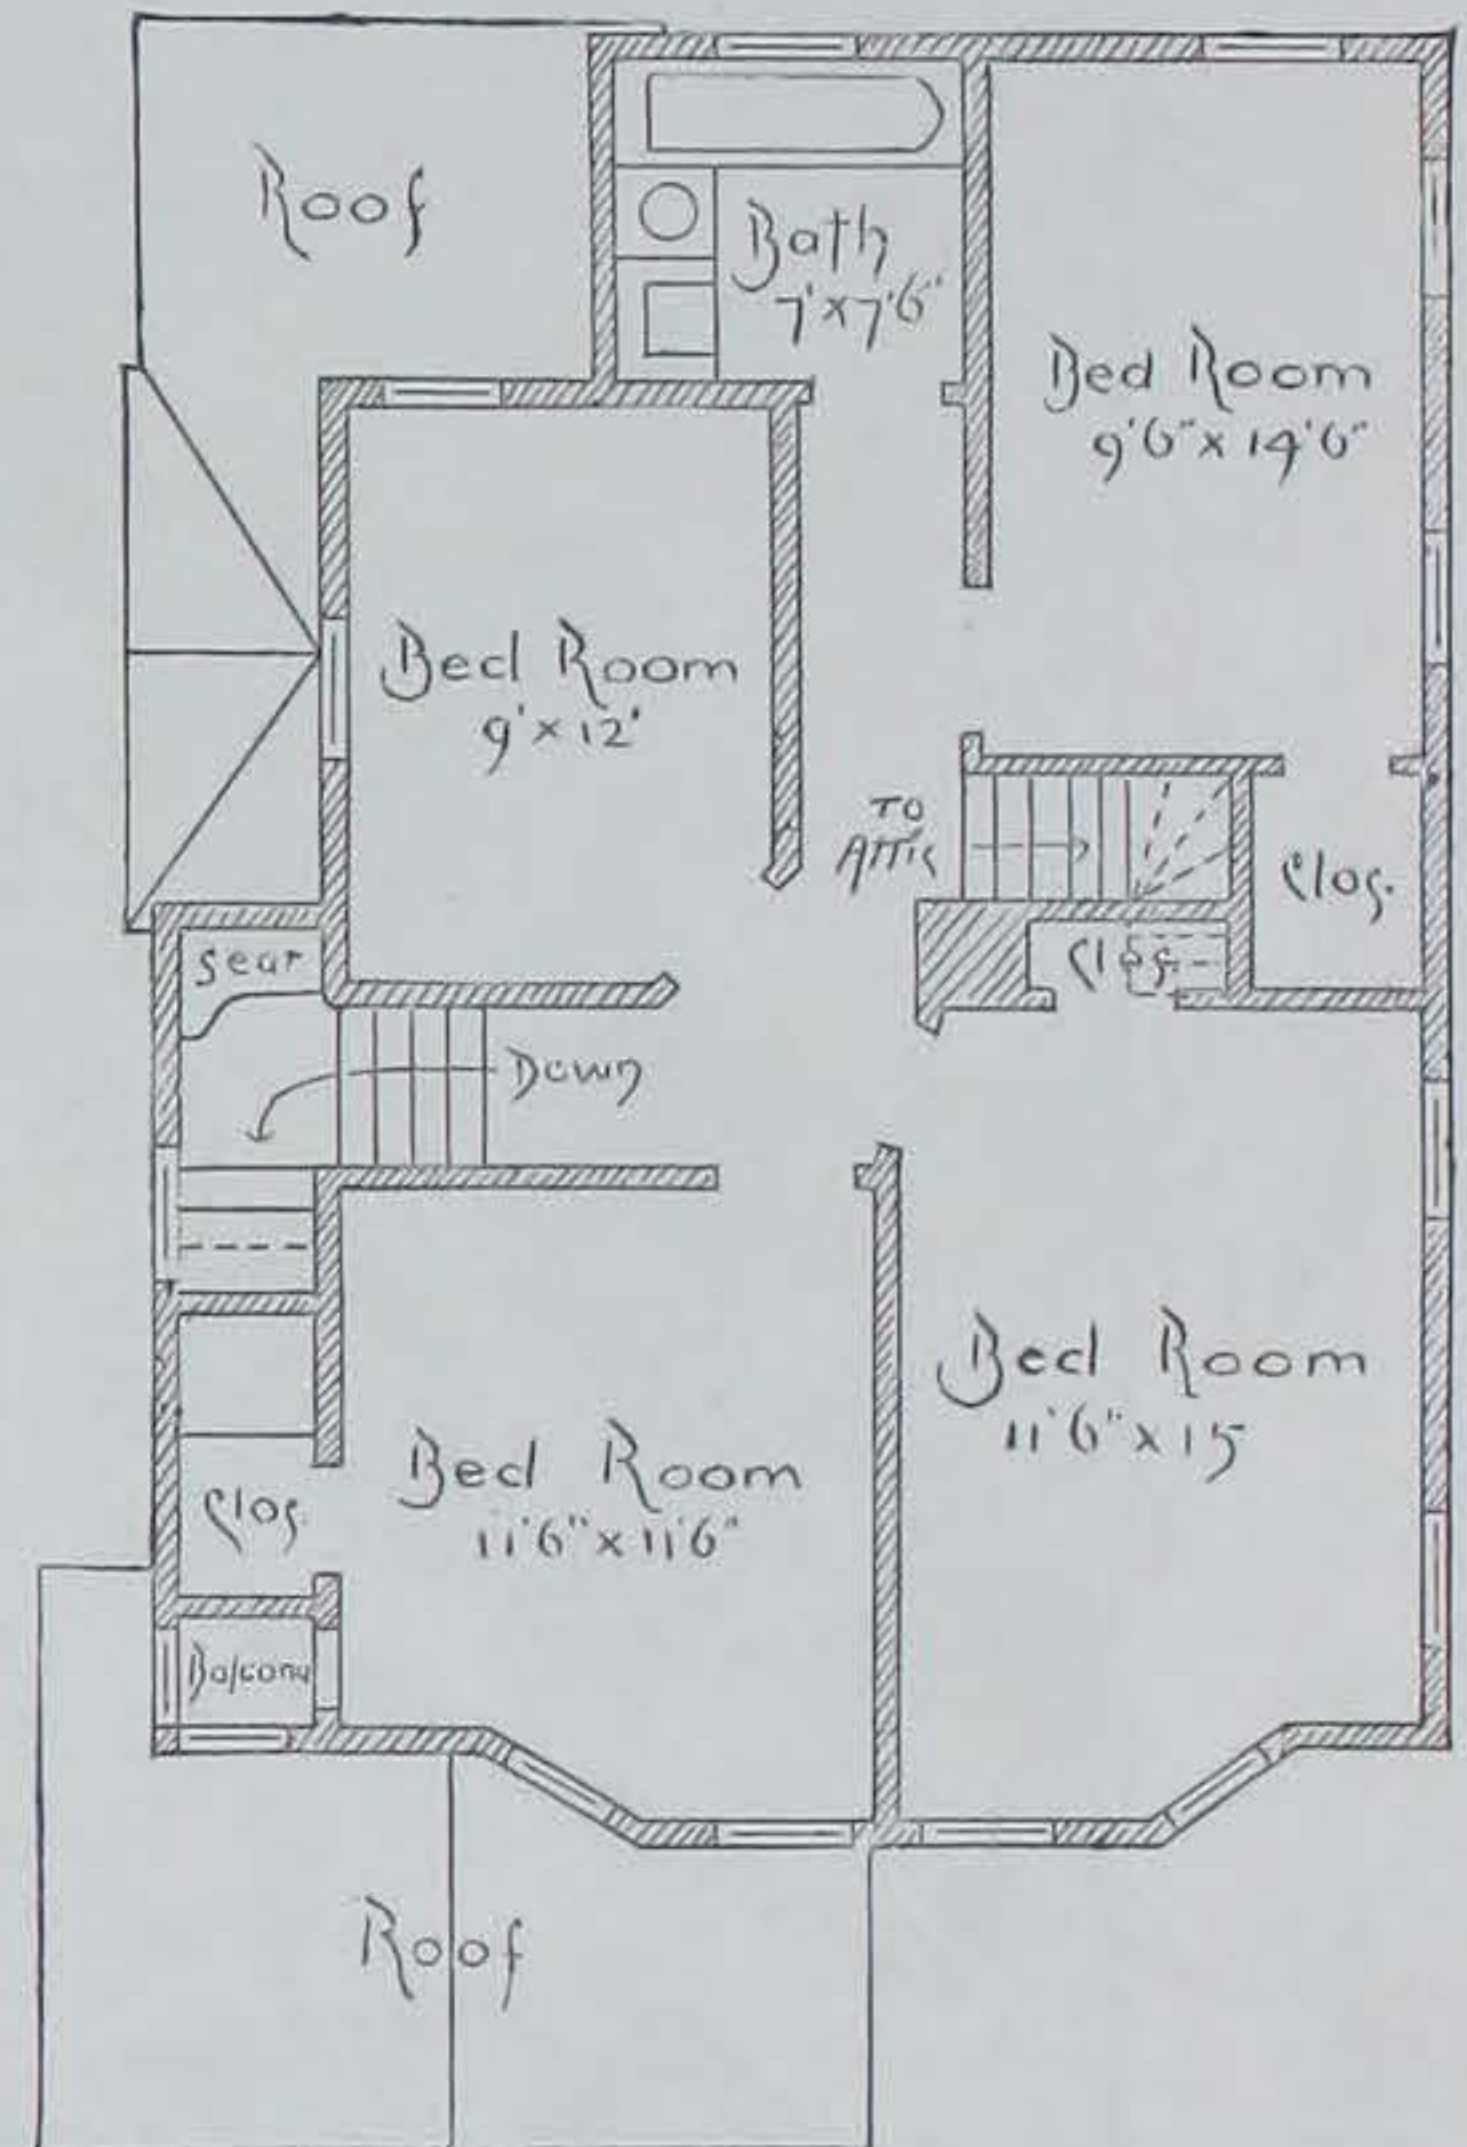 Roof
Bath
7'x7'6"
Bed Room
9'6"x14'6"
Bed Room
9'x12'
TO
Attic
Clos.
Seat
Clos.
Down
Bed Room
11'6"x15
Bed Room
11'6"x11'6"
Clos.
Balcony
Roof